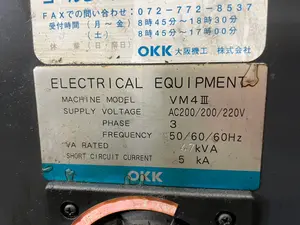 FAXでの問い合わせ: 072-772-8537
受付時間 (月~金) 8時45分~18時30分
(土) 8時45分~17時00分
OKK 大阪機工 株式会社
ELECTRICAL EQUIPMENT
MACHINE MODEL VM4Ⅲ
SUPPLY VOLTAGE AC200/200/220V
PHASE 3
FREQUENCY 50/60/60Hz
VA RATED kVA
SHORT CIRCUIT CURRENT 5 kA
OKK